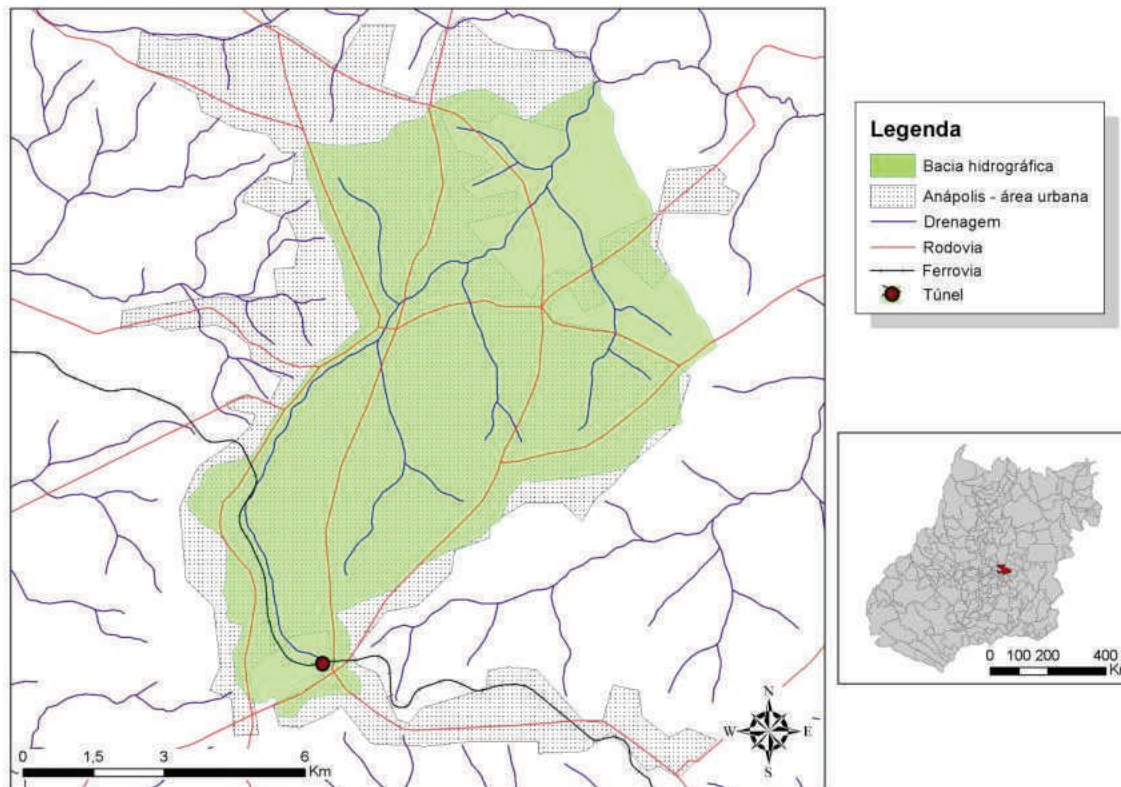 Legenda
Bacia hidrográfica
Anápolis - área urbana
Drenagem
Rodovia
Ferrovia
Túnel
N
W E
S
0 1,5 3 6
Km
0 100 200 400
Km